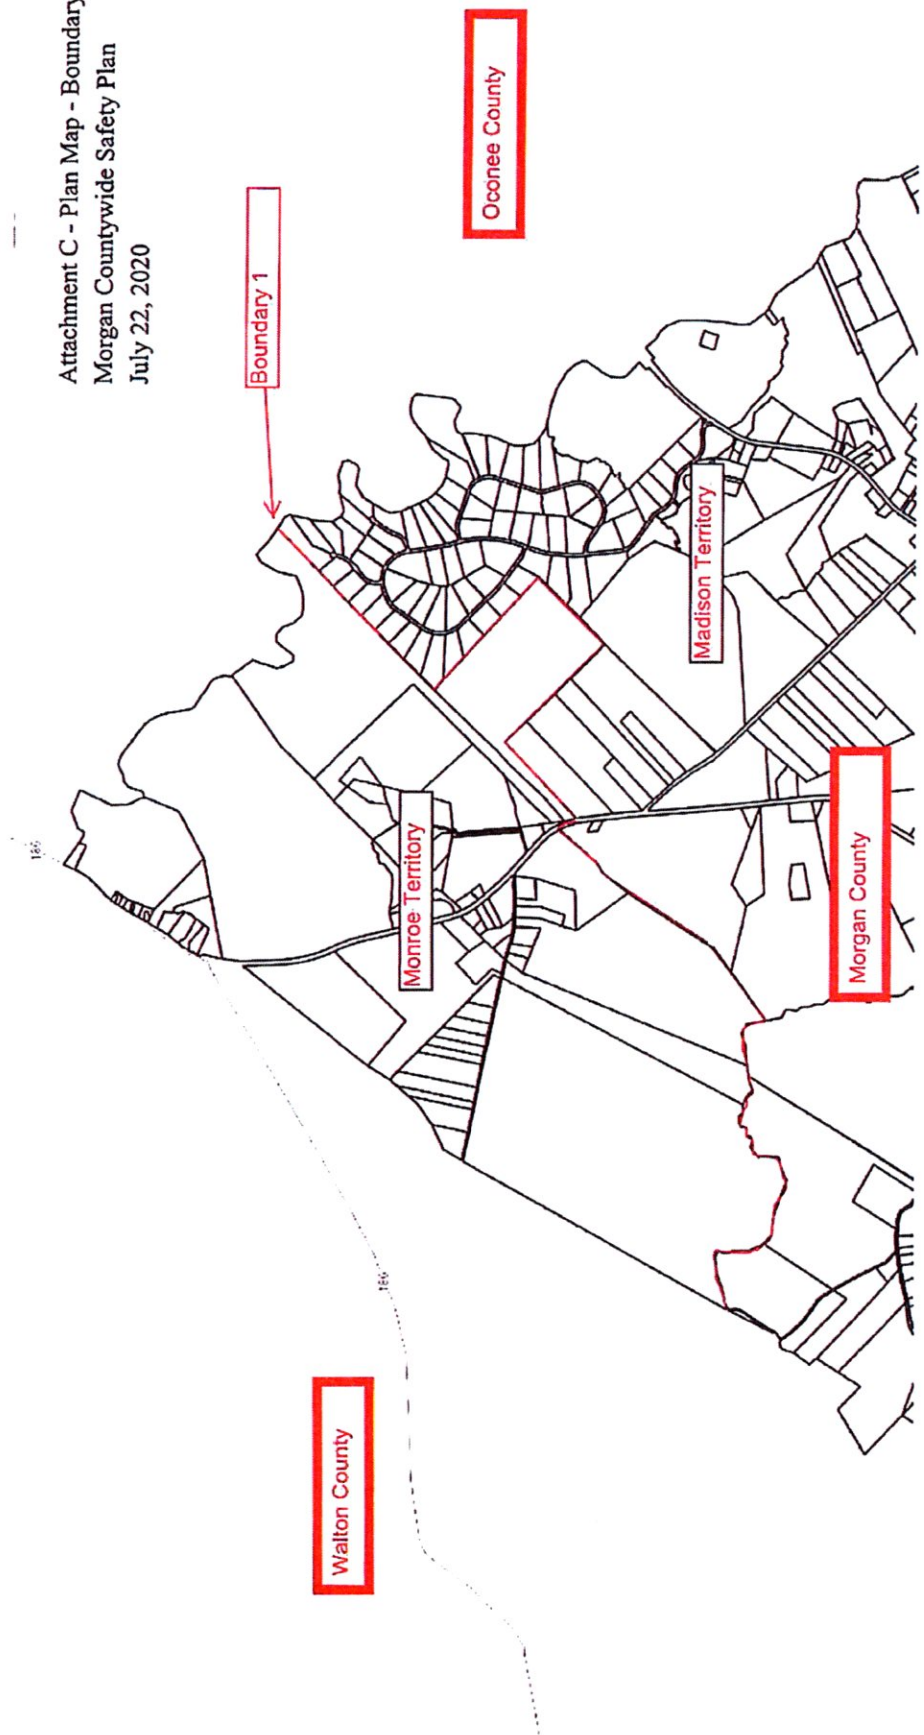 Attachment C - Plan Map - Boundary
Morgan Countywide Safety Plan
July 22, 2020
Boundary 1
Oconee County
186
Monroe Territory
Madison Territory
Morgan County
186
Walton County